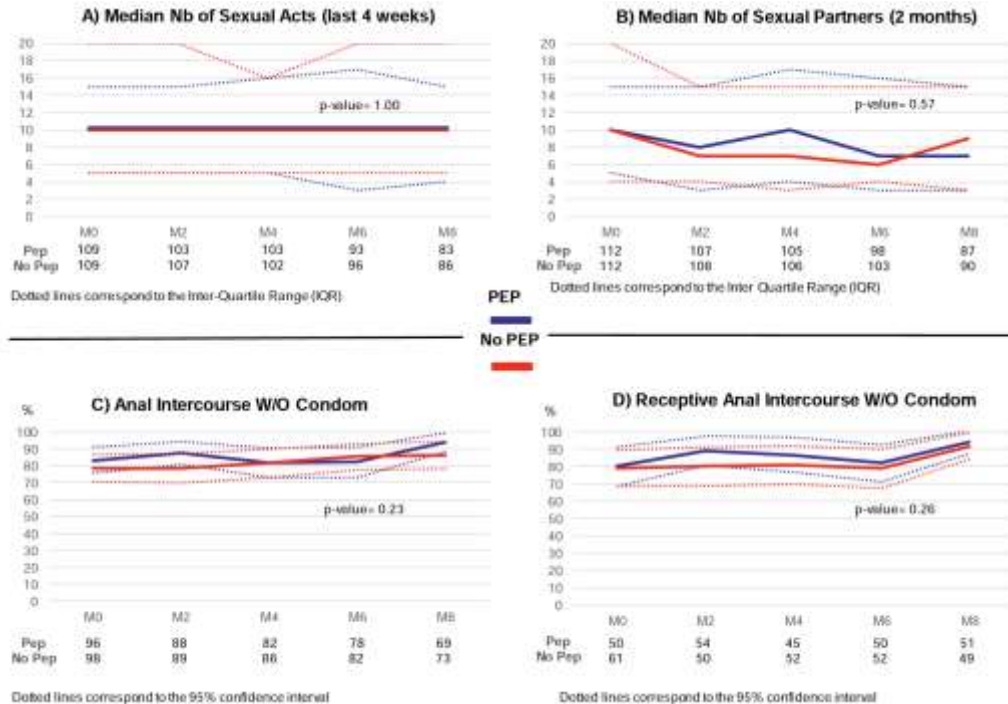 A) Median Nb of Sexual Acts (last 4 weeks)
20
18
16
14
12
10
8
6
4
2
0
p-value= 1.00
M0 M2 M4 M6 M8
Pep 109 103 103 93 83
No Pep 109 107 102 96 86
Dotted lines correspond to the Inter-Quartile Range (IQR)
B) Median Nb of Sexual Partners (2 months)
20
18
16
14
12
10
8
6
4
2
0
p-value= 0.57
M0 M2 M4 M6 M8
Pep 112 107 105 98 87
No Pep 112 108 106 103 90
Dotted lines correspond to the Inter Quartile Range (IQR)
PEP
No PEP
C) Anal Intercourse W/O Condom
%
100
90
80
70
60
50
40
30
20
10
0
p-value= 0.23
M0 M2 M4 M6 M8
Pep 96 88 82 78 69
No Pep 98 89 86 82 73
Dotted lines correspond to the 95% confidence interval
D) Receptive Anal Intercourse W/O Condom
%
100
90
80
70
60
50
40
30
20
10
0
p-value= 0.26
M0 M2 M4 M6 M8
Pep 50 54 45 50 51
No Pep 61 50 52 52 49
Dotted lines correspond to the 95% confidence interval